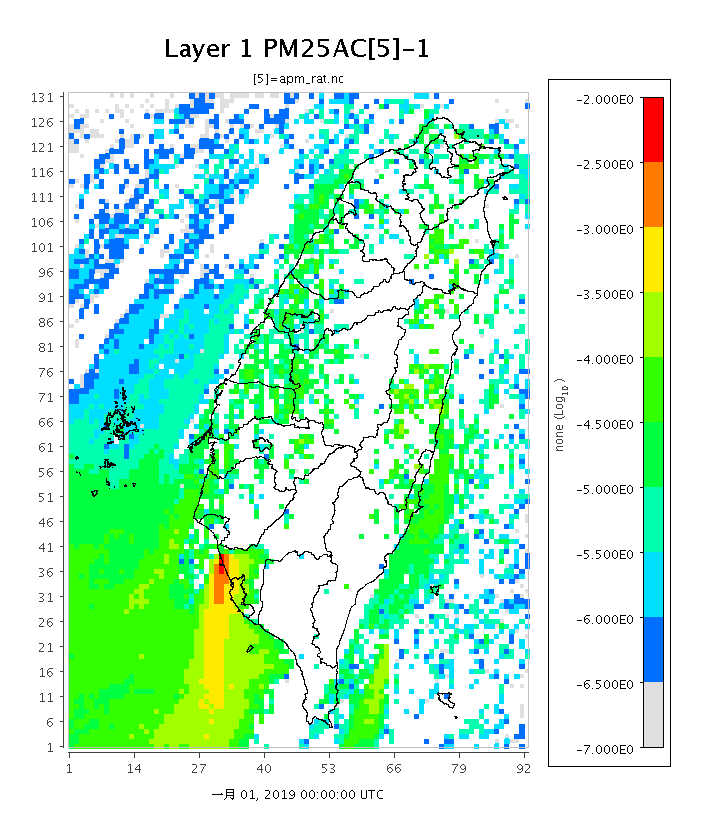 Layer 1 PM25AC[5]-1
[5]=apm_rat.nc
131
126
121
116
111
106
101
96
91
86
81
76
71
66
61
56
51
46
41
36
31
26
21
16
11
6
1
1 14 27 40 53 66 79 92
一月 01, 2019 00:00:00 UTC
none (Log10)
-2.000E0
-2.500E0
-3.000E0
-3.500E0
-4.000E0
-4.500E0
-5.000E0
-5.500E0
-6.000E0
-6.500E0
-7.000E0